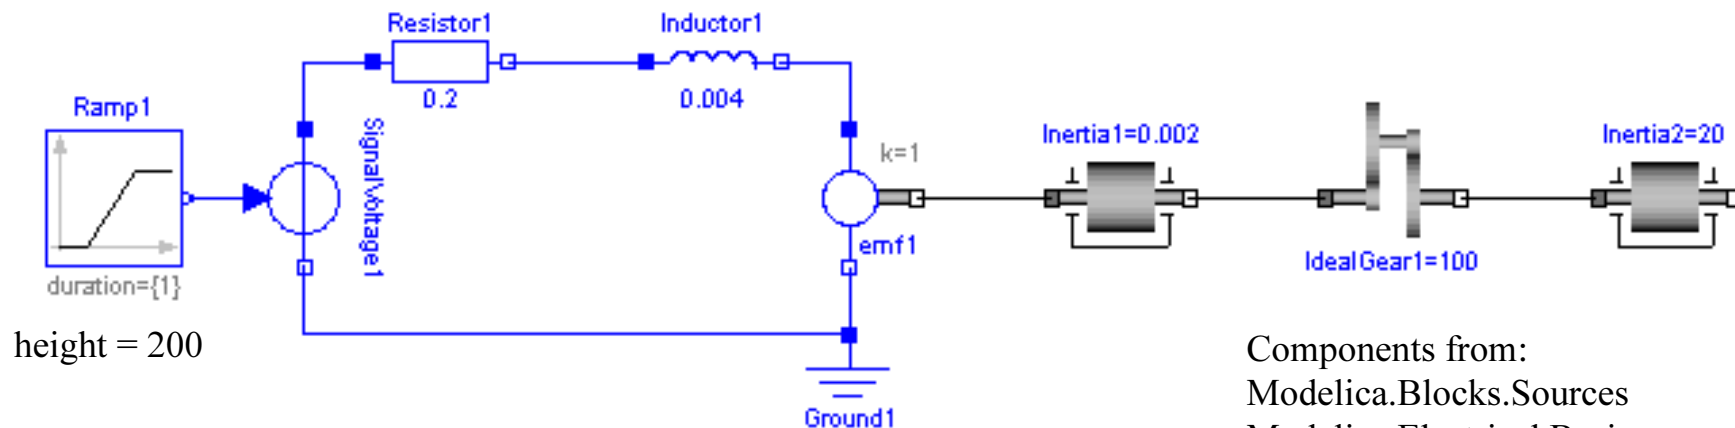 Resistor1
Inductor1
0.2
0.004
Ramp1
SignalVoltage1
Inertia1=0.002
Inertia2=20
k=1
emf1
IdealGear1=100
duration={1}
height = 200
Components from:
Modelica.Blocks.Sources
Ground1